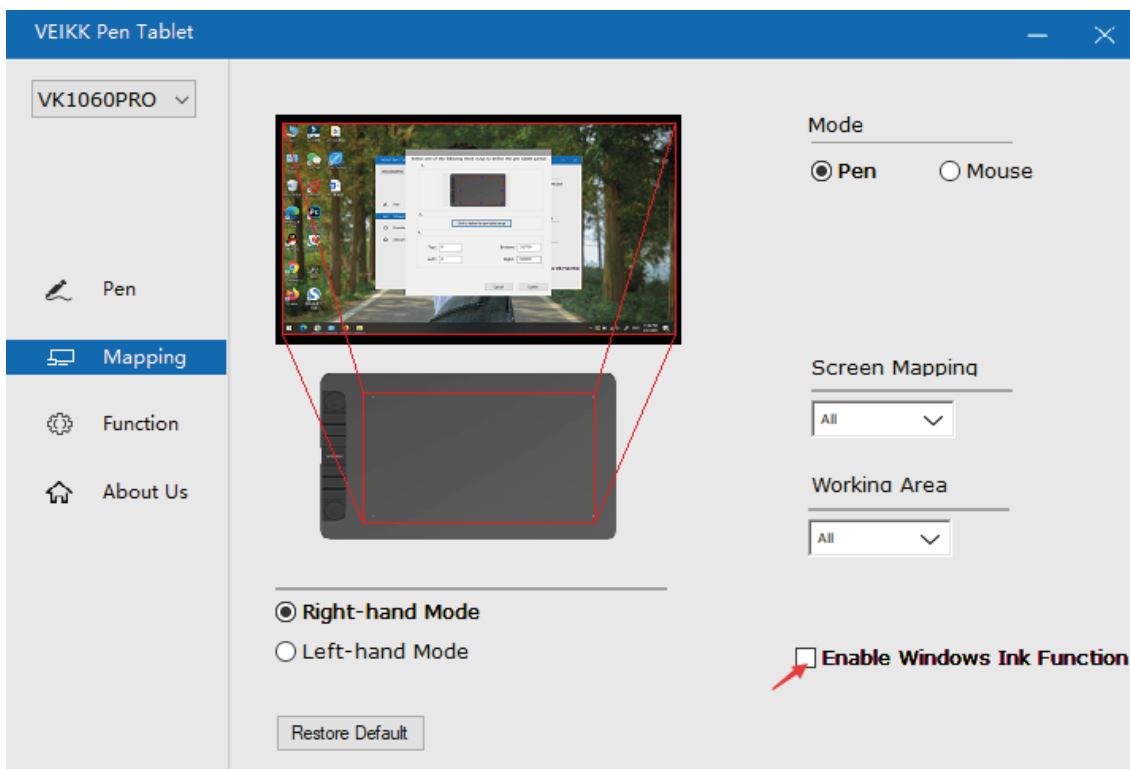 VEIKK Pen Tablet
VK1060PRO
Pen
Mapping
Function
About Us
Right-hand Mode
Left-hand Mode
Restore Default
Mode
Pen
Mouse
Screen Mapping
All
Working Area
All
Enable Windows Ink Function